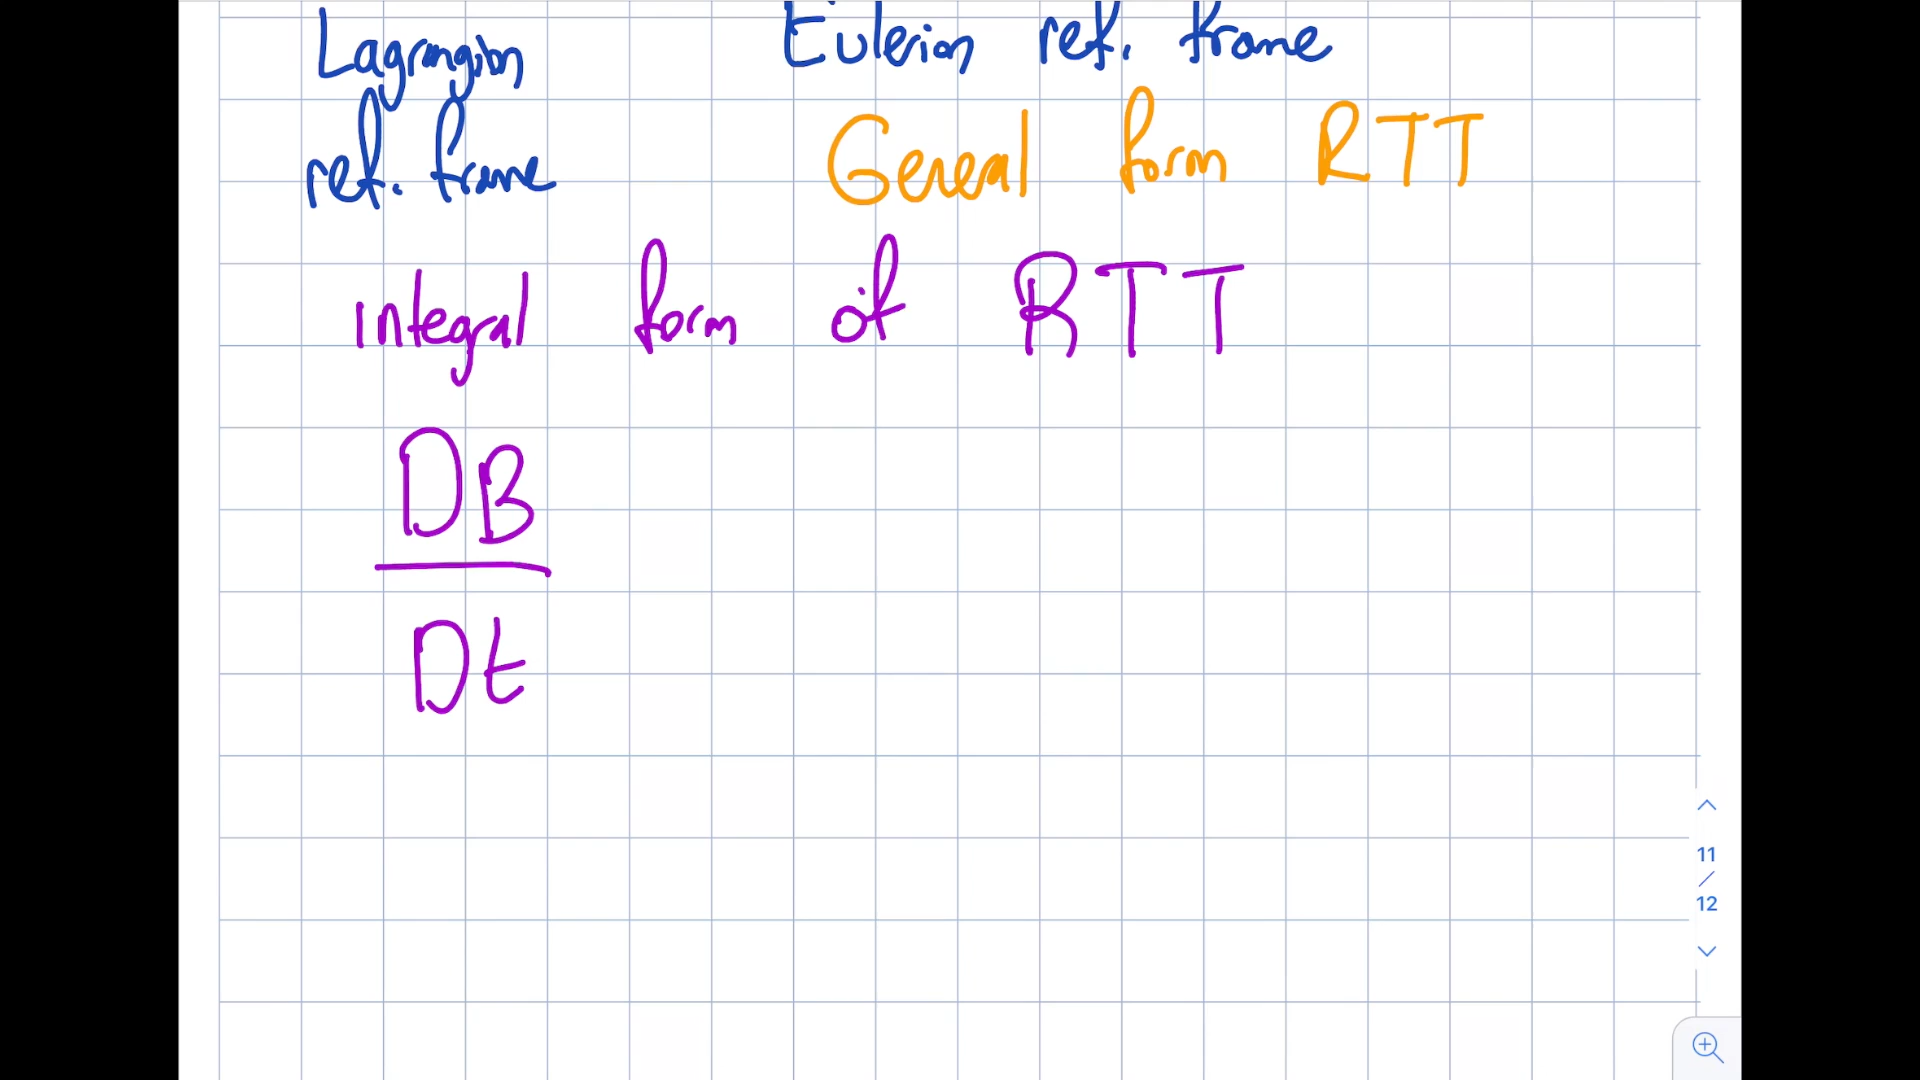 Lagrangian Eulerian ref. frame
ref. frame General form RTT
integral form of RTT
DB
Dt
11
/
12